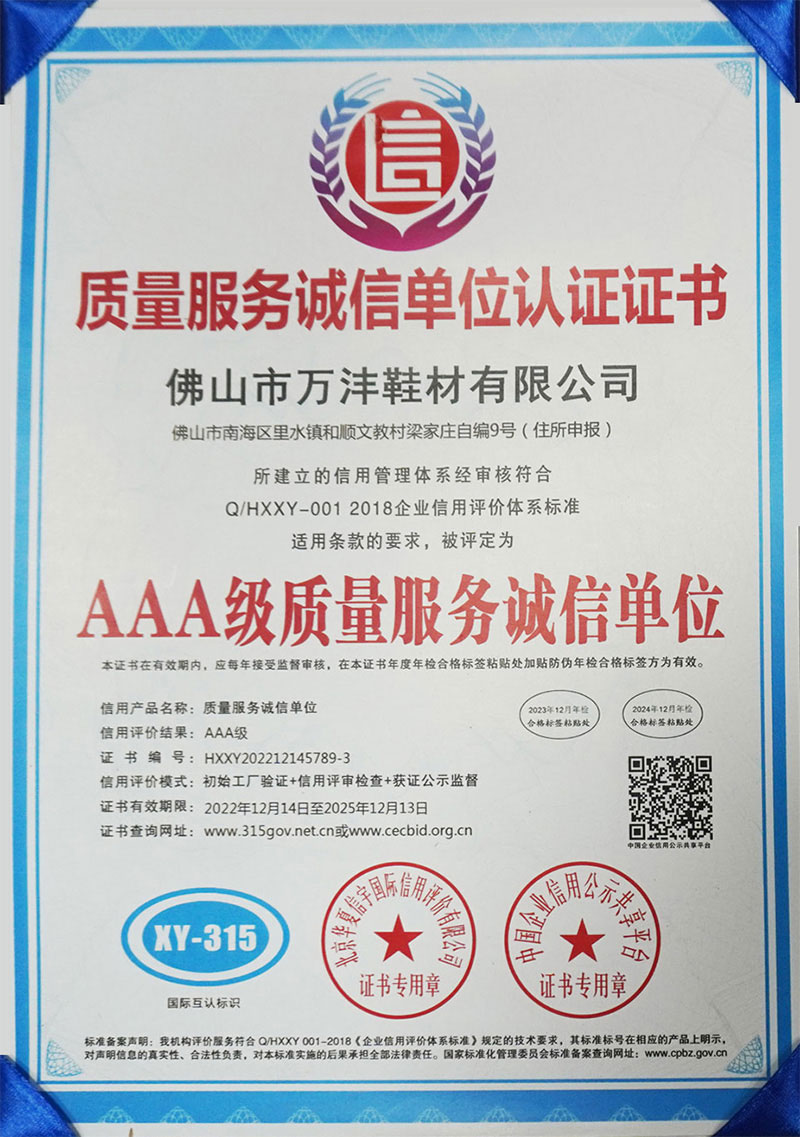 信
质量服务诚信单位认证证书
佛山市万沣鞋材有限公司
佛山市南海区里水镇和顺文教村梁家庄自编9号（住所申报）
所建立的信用管理体系经审核符合
Q/HXXY-001 2018企业信用评价体系标准
适用条款的要求，被评定为
AAA级质量服务诚信单位
本证书在有效期内，应每年接受监督审核，在本证书年度年检合格标签粘贴处加贴防伪年检合格标签方为有效。
信用产品名称：质量服务诚信单位
信用评价结果：AAA级
证书编号：HXXY202212145789-3
信用评价模式：初始工厂验证+信用评审检查+获证公示监督
证书有效期限：2022年12月14日至2025年12月13日
证书查询网址：www.315gov.net.cn或www.cecbid.org.cn
2023年12月年检
合格标签粘贴处
2024年12月年检
合格标签粘贴处
中国企业信用公示共享平台
XY-315
国际互认标识
北京华夏信宇国际信用评价有限公司
证书专用章
中国企业信用公示共享平台
证书专用章
标准备案声明：我机构评价服务符合 Q/HXXY 001-2018《企业信用评价体系标准》规定的技术要求，其标准标号在相应的产品上明示，
对声明信息的真实性、合法性负责，对本标准实施的后果承担全部法律责任。国家标准化管理委员会标准备案查询网址：www.cpbz.gov.cn